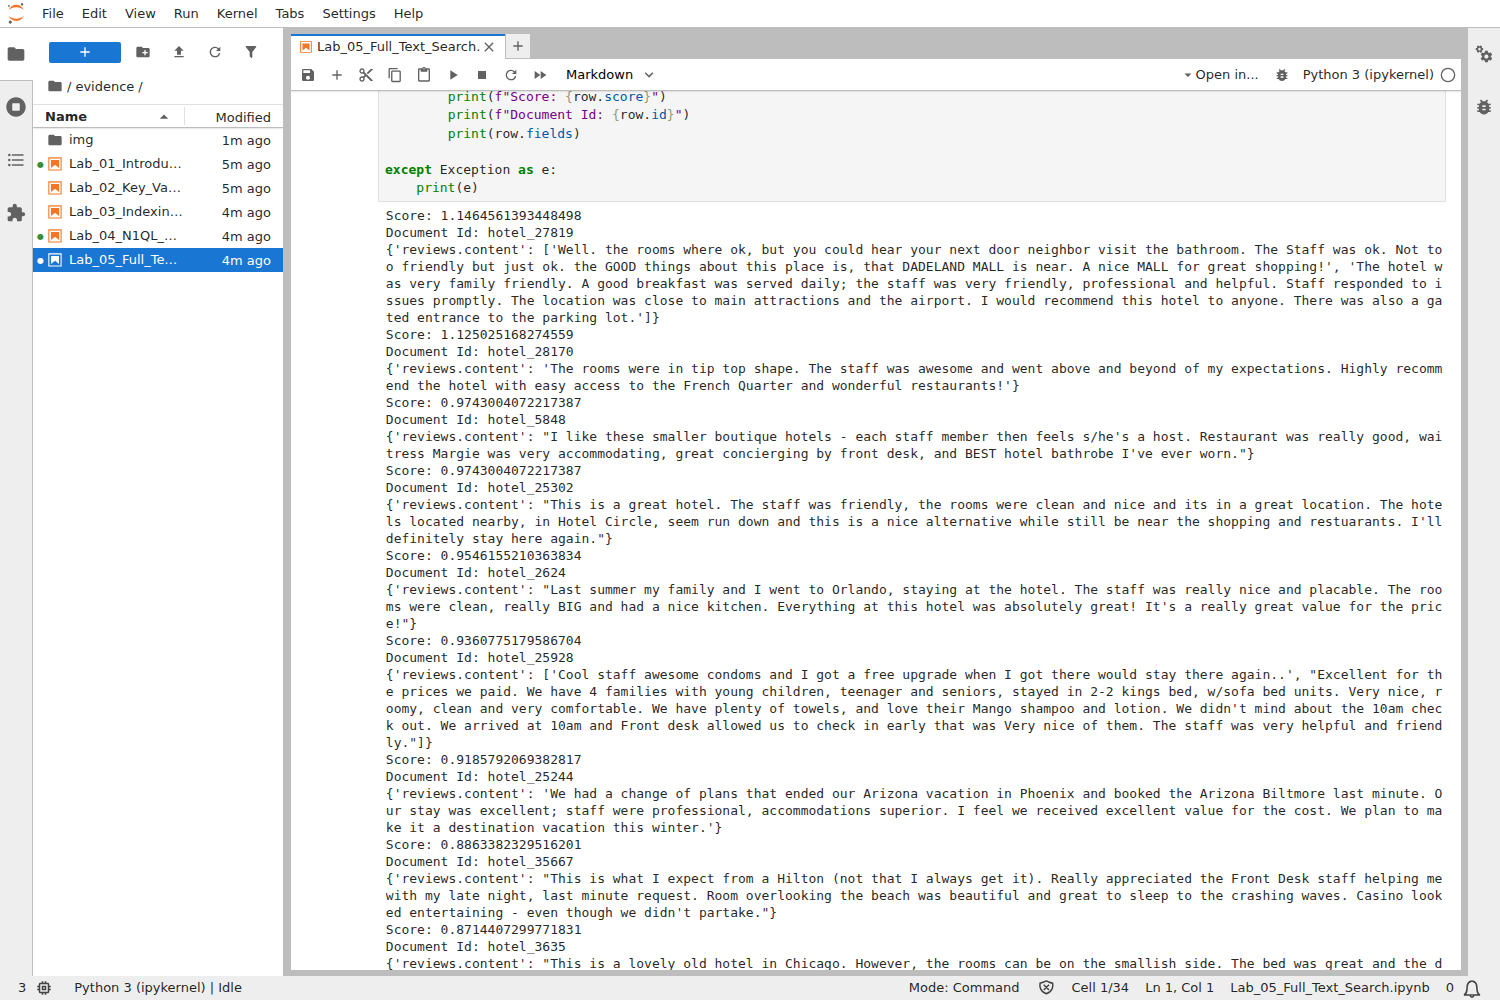 File Edit View Run Kernel Tabs Settings Help
/ evidence /
Name Modified
img 1m ago
Lab_01_Introdu… 5m ago
Lab_02_Key_Va… 5m ago
Lab_03_Indexin… 4m ago
Lab_04_N1QL_… 4m ago
Lab_05_Full_Te… 4m ago
Lab_05_Full_Text_Search.
Markdown Open in... Python 3 (ipykernel)
print(f"Score: {row.score}")
print(f"Document Id: {row.id}")
print(row.fields)
except Exception as e:
print(e)
Score: 1.1464561393448498
Document Id: hotel_27819
{'reviews.content': ['Well. the rooms where ok, but you could hear your next door neighbor visit the bathroom. The Staff was ok. Not to
o friendly but just ok. the GOOD things about this place is, that DADELAND MALL is near. A nice MALL for great shopping!', 'The hotel w
as very family friendly. A good breakfast was served daily; the staff was very friendly, professional and helpful. Staff responded to i
ssues promptly. The location was close to main attractions and the airport. I would recommend this hotel to anyone. There was also a ga
ted entrance to the parking lot.']}
Score: 1.125025168274559
Document Id: hotel_28170
{'reviews.content': 'The rooms were in tip top shape. The staff was awesome and went above and beyond of my expectations. Highly recomm
end the hotel with easy access to the French Quarter and wonderful restaurants!'}
Score: 0.9743004072217387
Document Id: hotel_5848
{'reviews.content': "I like these smaller boutique hotels - each staff member then feels s/he's a host. Restaurant was really good, wai
tress Margie was very accommodating, great concierging by front desk, and BEST hotel bathrobe I've ever worn."}
Score: 0.9743004072217387
Document Id: hotel_25302
{'reviews.content': "This is a great hotel. The staff was friendly, the rooms were clean and nice and its in a great location. The hote
ls located nearby, in Hotel Circle, seem run down and this is a nice alternative while still be near the shopping and restuarants. I'll
definitely stay here again."}
Score: 0.9546155210363834
Document Id: hotel_2624
{'reviews.content': "Last summer my family and I went to Orlando, staying at the hotel. The staff was really nice and placable. The roo
ms were clean, really BIG and had a nice kitchen. Everything at this hotel was absolutely great! It's a really great value for the pric
e!"}
Score: 0.9360775179586704
Document Id: hotel_25928
{'reviews.content': ['Cool staff awesome condoms and I got a free upgrade when I got there would stay there again..', "Excellent for th
e prices we paid. We have 4 families with young children, teenager and seniors, stayed in 2-2 kings bed, w/sofa bed units. Very nice, r
oomy, clean and very comfortable. We have plenty of towels, and love their Mango shampoo and lotion. We didn't mind about the 10am chec
k out. We arrived at 10am and Front desk allowed us to check in early that was Very nice of them. The staff was very helpful and friend
ly."]}
Score: 0.9185792069382817
Document Id: hotel_25244
{'reviews.content': 'We had a change of plans that ended our Arizona vacation in Phoenix and booked the Arizona Biltmore last minute. O
ur stay was excellent; staff were professional, accommodations superior. I feel we received excellent value for the cost. We plan to ma
ke it a destination vacation this winter.'}
Score: 0.8863382329516201
Document Id: hotel_35667
{'reviews.content': "This is what I expect from a Hilton (not that I always get it). Really appreciated the Front Desk staff helping me
with my late night, last minute request. Room overlooking the beach was beautiful and great to sleep to the crashing waves. Casino look
ed entertaining - even though we didn't partake."}
Score: 0.8714407299771831
Document Id: hotel_3635
{'reviews.content': "This is a lovely old hotel in Chicago. However, the rooms can be on the smallish side. The bed was great and the d
3 Python 3 (ipykernel) | Idle Mode: Command Cell 1/34 Ln 1, Col 1 Lab_05_Full_Text_Search.ipynb 0